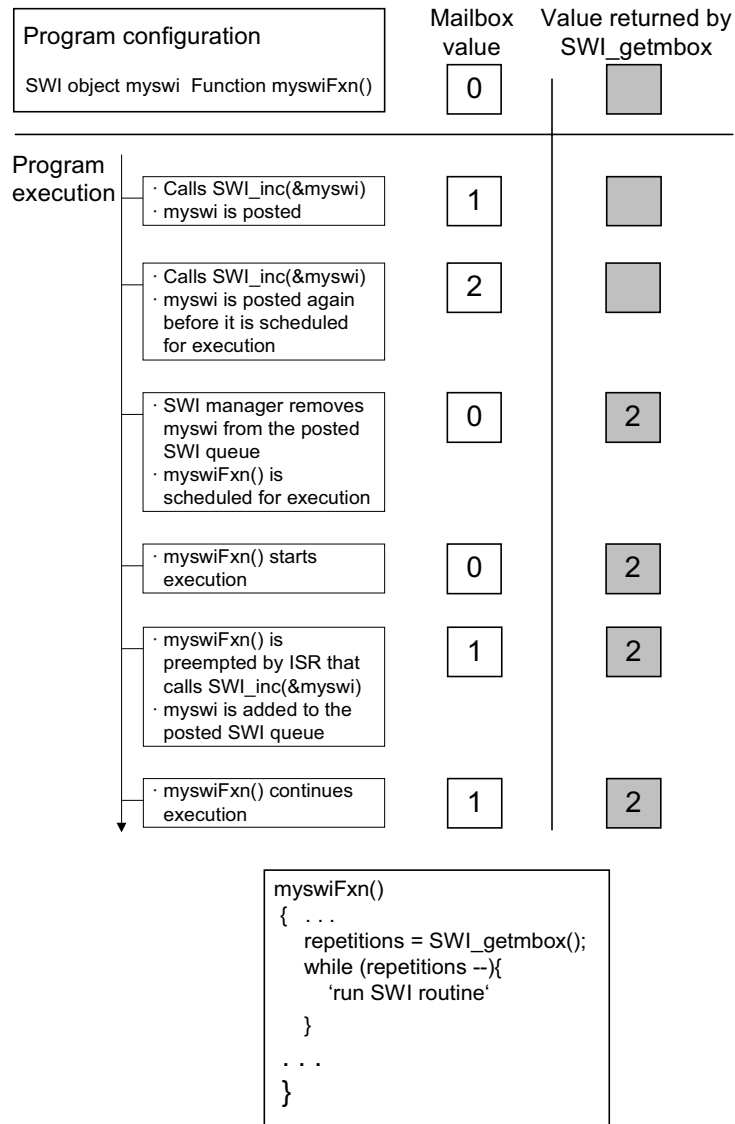 Program configuration
SWI object myswi Function myswiFxn()
Mailbox
value
Value returned by
SWI_getmbox
0
Program
execution
· Calls SWI_inc(&myswi)
· myswi is posted
1
· Calls SWI_inc(&myswi)
· myswi is posted again
before it is scheduled
for execution
2
· SWI manager removes
myswi from the posted
SWI queue
· myswiFxn() is
scheduled for execution
0
2
· myswiFxn() starts
execution
0
2
· myswiFxn() is
preempted by ISR that
calls SWI_inc(&myswi)
· myswi is added to the
posted SWI queue
1
2
· myswiFxn() continues
execution
1
2
myswiFxn()
{ . . .
repetitions = SWI_getmbox();
while (repetitions --){
‘run SWI routine‘
}
. . .
}